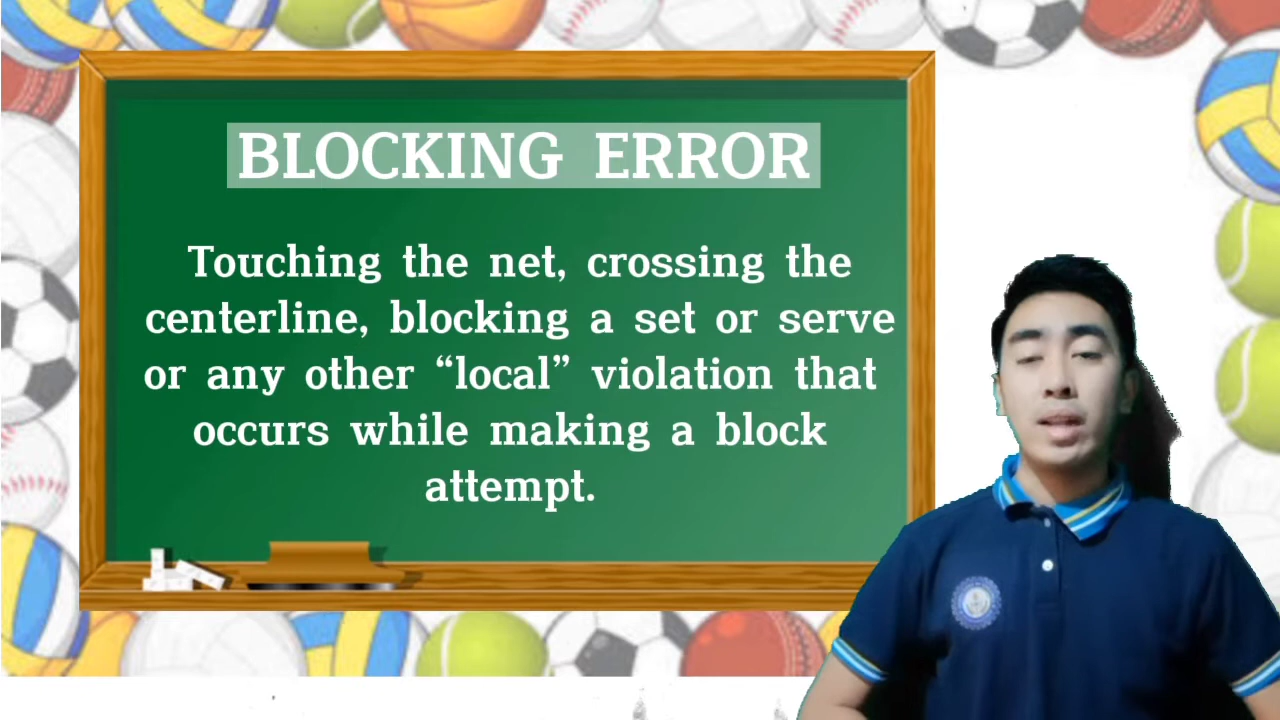 BLOCKING ERROR
Touching the net, crossing the
centerline, blocking a set or serve
or any other “local” violation that
occurs while making a block
attempt.